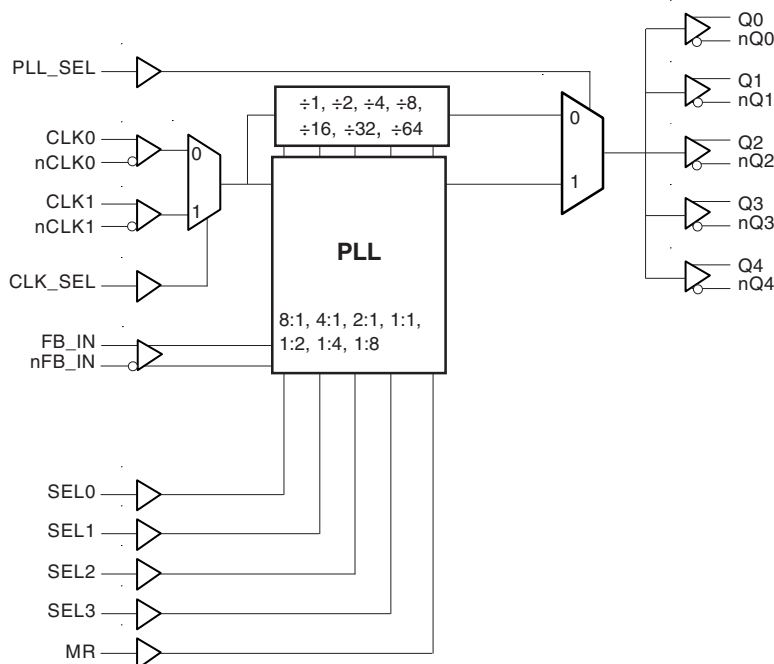 PLL_SEL
CLK0
nCLK0
CLK1
nCLK1
CLK_SEL
FB_IN
nFB_IN
SEL0
SEL1
SEL2
SEL3
MR
0
1
÷1, ÷2, ÷4, ÷8,
÷16, ÷32, ÷64
PLL
8:1, 4:1, 2:1, 1:1,
1:2, 1:4, 1:8
0
1
Q0
nQ0
Q1
nQ1
Q2
nQ2
Q3
nQ3
Q4
nQ4